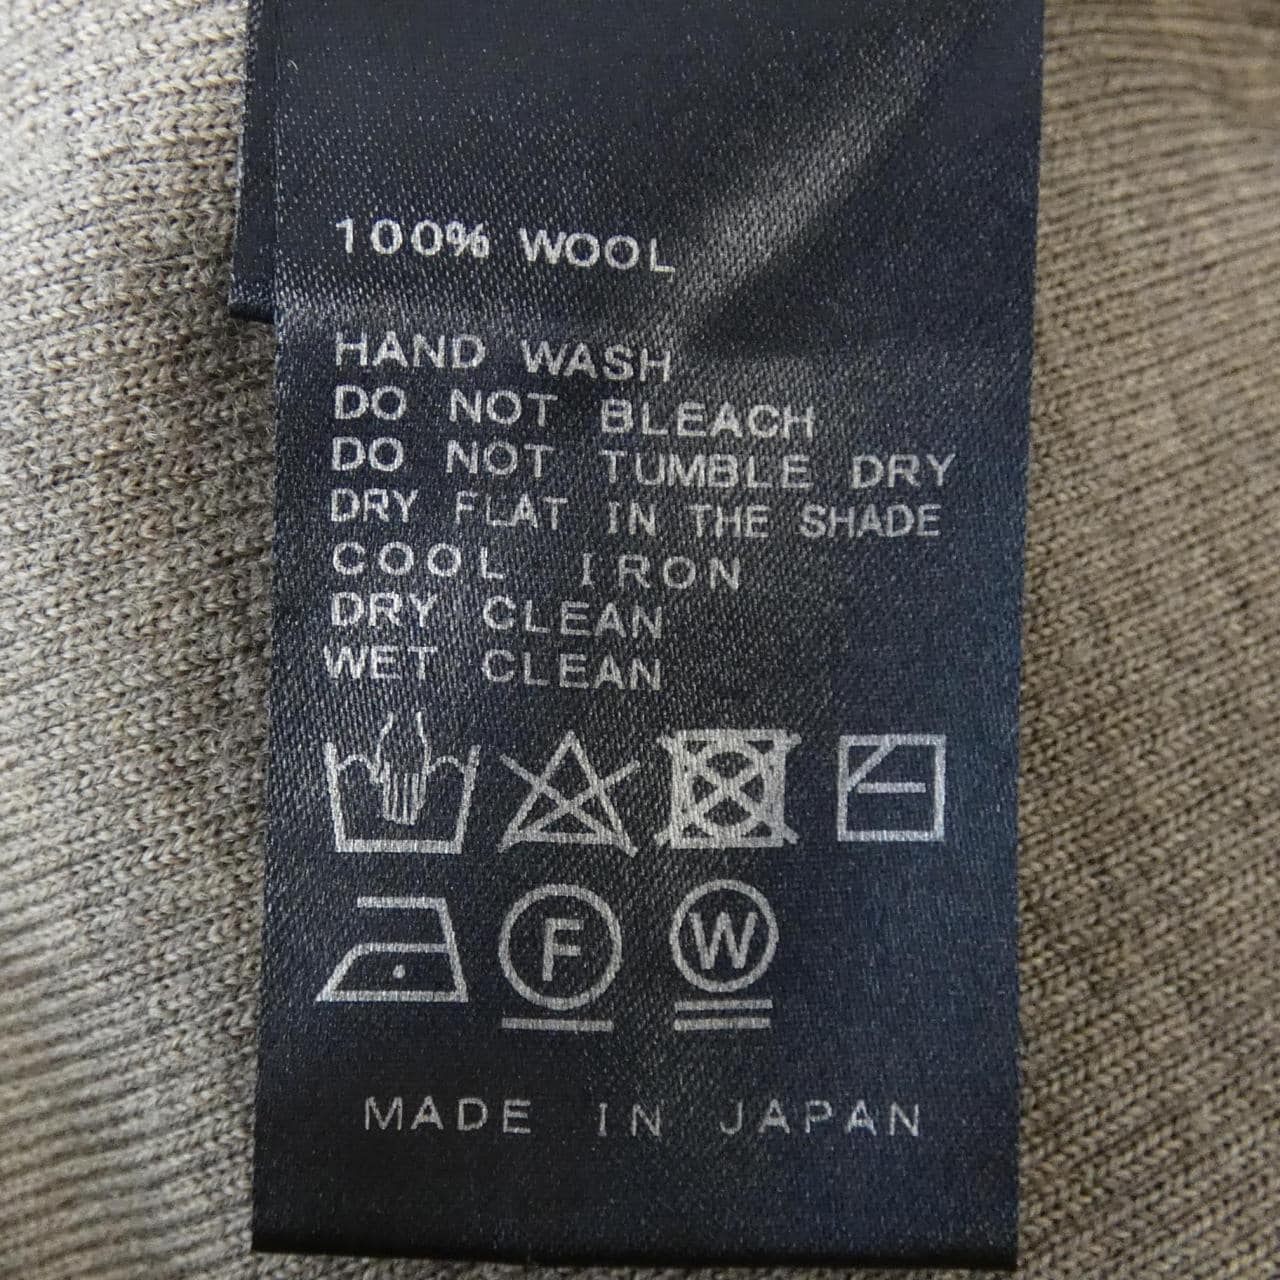 100% WOOL
HAND WASH
DO NOT BLEACH
DO NOT TUMBLE DRY
DRY FLAT IN THE SHADE
COOL IRON
DRY CLEAN
WET CLEAN
F W
MADE IN JAPAN